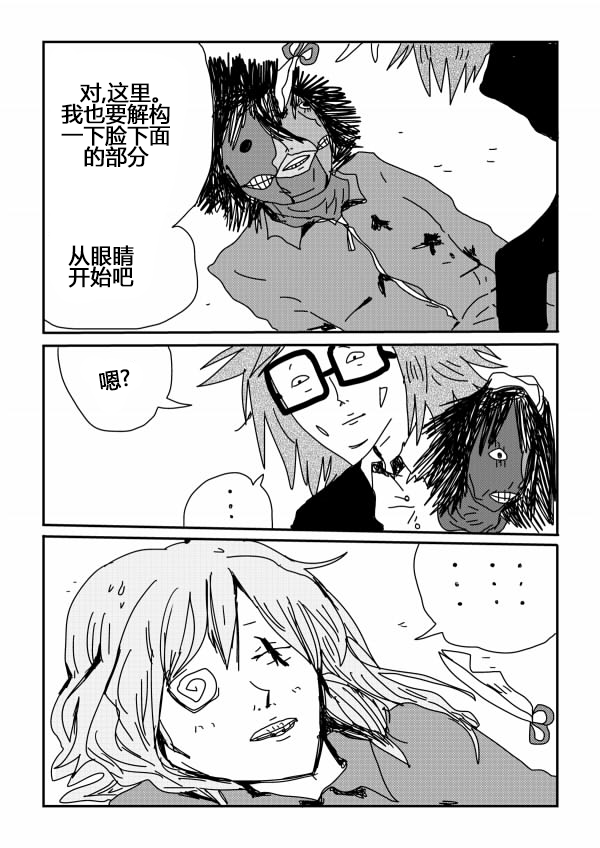 对,这里。
我也要解构
一下脸下面
的部分
从眼睛
开始吧
嗯?
...
.........